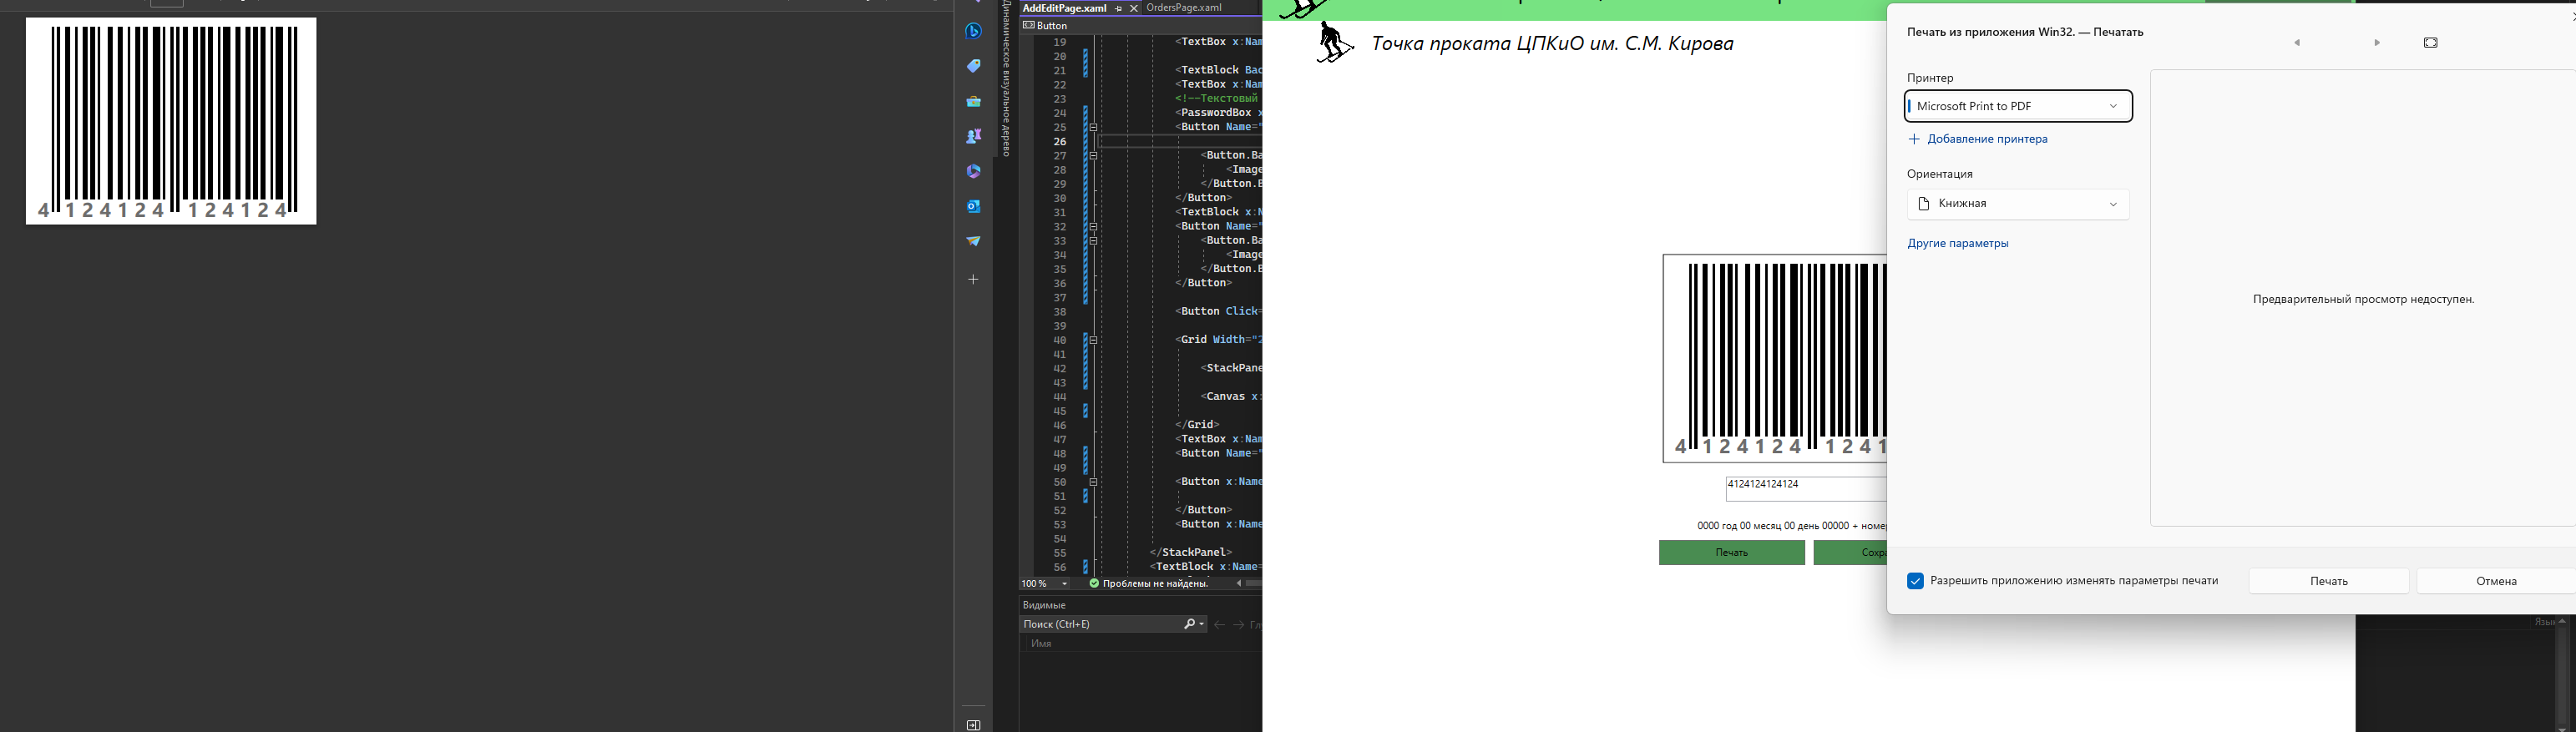 4 124124 124124
Динамическое визуальное дерево
AddEditPage.xaml
OrdersPage.xaml
Button
19 <TextBox x:Nam
20
21 <TextBlock Bac
22 <TextBox x:Nam
23 <!--Текстовый
24 <PasswordBox x
25 <Button Name="
26
27 <Button.Ba
28 <Image
29 </Button.B
30 </Button>
31 <TextBlock x:N
32 <Button Name="
33 <Button.Ba
34 <Image
35 </Button.B
36 </Button>
37
38 <Button Click=
39
40 <Grid Width="2
41
42 <StackPane
43
44 <Canvas x:
45
46 </Grid>
47 <TextBox x:Nam
48 <Button Name="
49
50 <Button x:Name
51
52 </Button>
53 <Button x:Name
54
55 </StackPanel>
56 <TextBlock x:Name=
100 %
Проблемы не найдены.
Видимые
Поиск (Ctrl+E)
Имя
Точка проката ЦПКиО им. С.М. Кирова
4 124124 1241
4124124124124
0000 год 00 месяц 00 день 00000 + номе
Печать
Сохра
Печать из приложения Win32. — Печатать
Принтер
Microsoft Print to PDF
Добавление принтера
Ориентация
Книжная
Другие параметры
Предварительный просмотр недоступен.
Разрешить приложению изменять параметры печати
Печать
Отмена
Язык